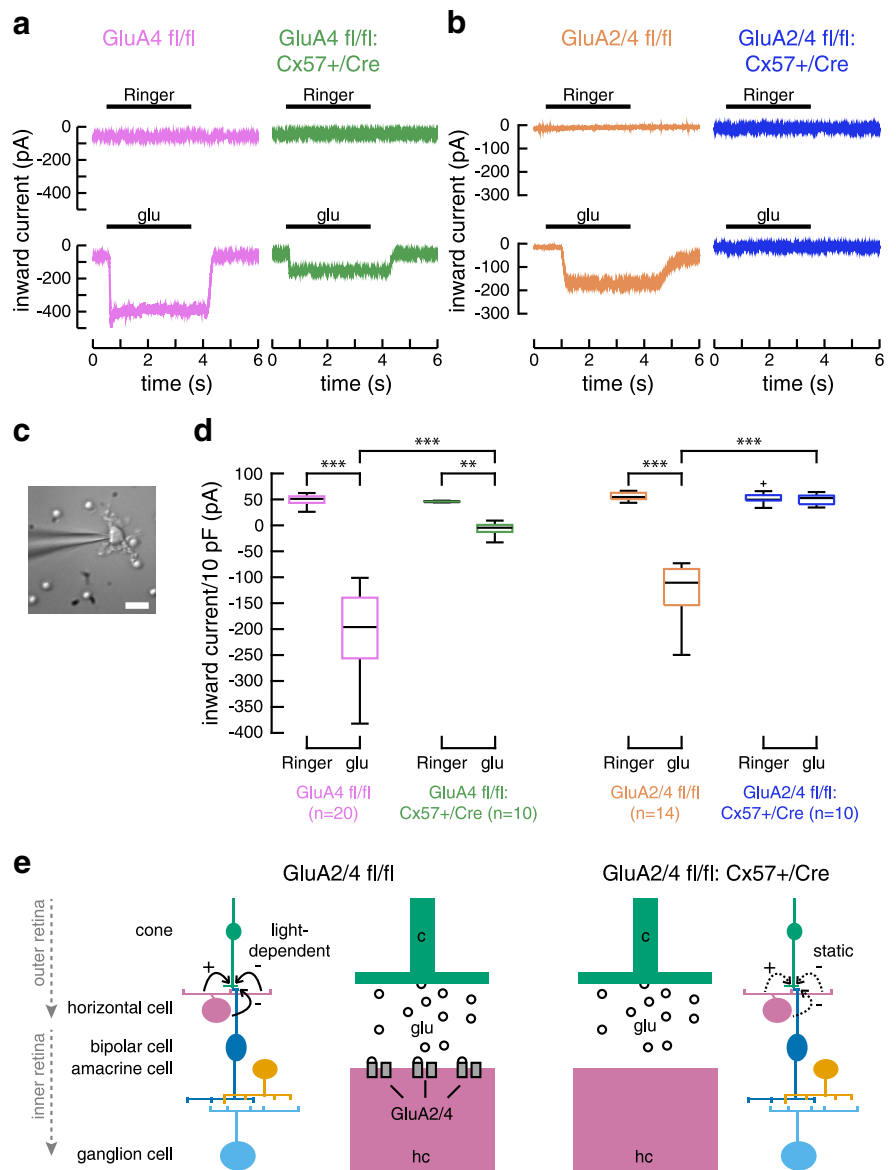 a
GluA4 fl/fl
GluA4 fl/fl:
Cx57+/Cre
b
GluA2/4 fl/fl
GluA2/4 fl/fl:
Cx57+/Cre
Ringer
Ringer
Ringer
Ringer
inward current (pA)
0
-200
-400
0
-100
-200
-300
glu
glu
glu
glu
0
-200
-400
0
-100
-200
-300
0 2 4 6
0 2 4 6
0 2 4 6
0 2 4 6
time (s)
time (s)
time (s)
time (s)
inward current (pA)
c
d
inward current/10 pF (pA)
100
50
0
-50
-100
-150
-200
-250
-300
-350
-400
***
***
***
**
***
+
Ringer glu
Ringer glu
Ringer glu
Ringer glu
GluA4 fl/fl
(n=20)
GluA4 fl/fl:
Cx57+/Cre (n=10)
GluA2/4 fl/fl
(n=14)
GluA2/4 fl/fl:
Cx57+/Cre (n=10)
e
GluA2/4 fl/fl
GluA2/4 fl/fl: Cx57+/Cre
outer retina
inner retina
cone
horizontal cell
bipolar cell
amacrine cell
ganglion cell
light-
dependent
+ -
-
c
glu
GluA2/4
hc
c
glu
hc
static
+ -
-